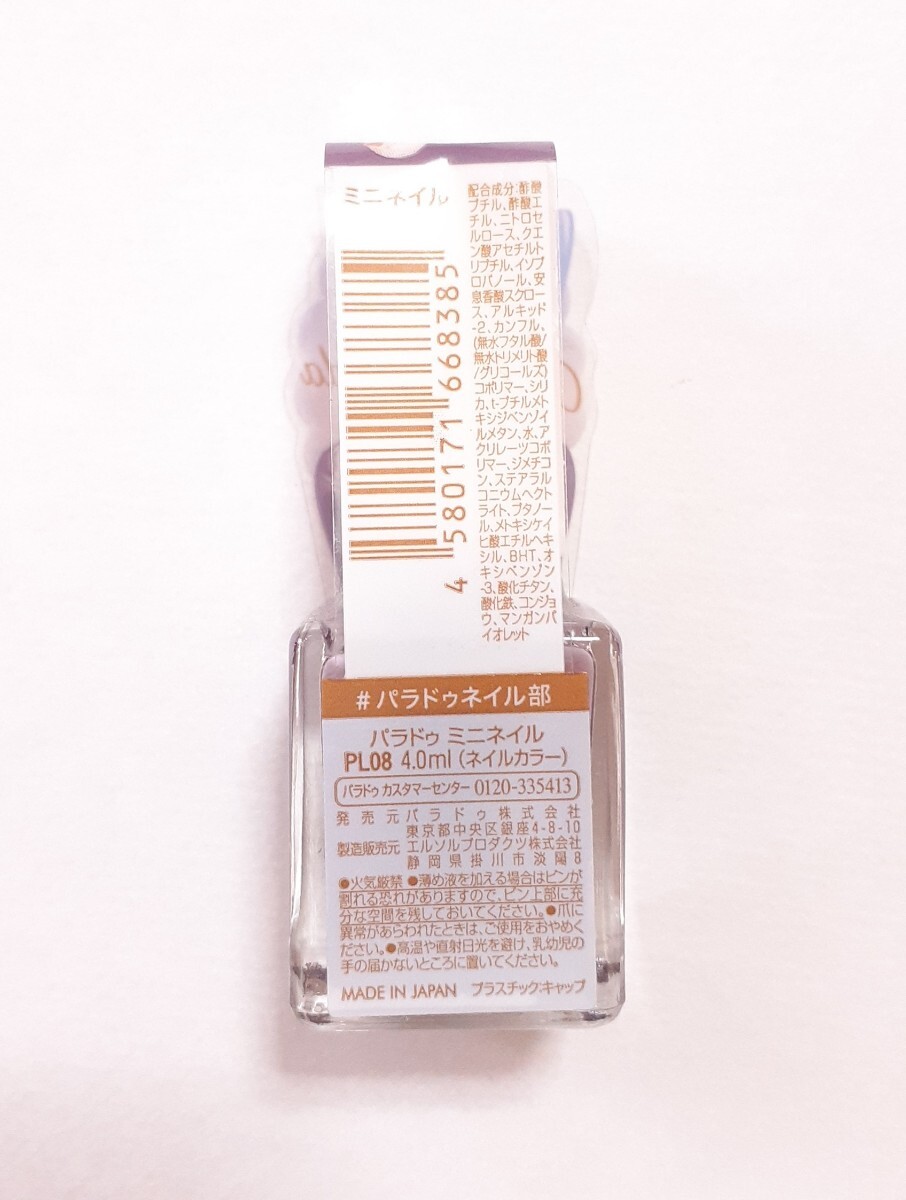 ミニネイル
4 580171 668385
配合成分:酢酸
ブチル、酢酸エ
チル、ニトロセ
ルロース、クエ
ン酸アセチルト
リブチル、イソプ
ロパノール、安
息香酸スクロー
ス、アルキッド
-2、カンフル、
(無水フタル酸/
無水トリメリト酸
/グリコールズ)
コポリマー、シリ
カ、t-ブチルメト
キシジベンゾイ
ルメタン、水、ア
クリレーツコポ
リマー、ジメチコ
ン、ステアラル
コニウムヘクト
ライト、ブタノー
ル、メトキシケイ
ヒ酸エチルヘキ
シル、BHT、オ
キシベンゾン
-3、酸化チタン、
酸化鉄、コンジョ
ウ、マンガンバ
イオレット
#パラドゥネイル部
パラドゥ ミニネイル
PL08 4.0ml (ネイルカラー)
パラドゥ カスタマーセンター 0120-335413
発売元 パラドゥ株式会社
東京都中央区銀座4-8-10
製造販売元 エルソルプロダクツ株式会社
静岡県掛川市淡陽8
●火気厳禁 ●薄め液を加える場合はビンが
割れる恐れがありますので、ビン上部に充
分な空間を残しておいてください。●爪に
異常があらわれたときは、ご使用をおやめく
ださい。●高温や直射日光を避け、乳幼児の
手の届かないところに置いてください。
MADE IN JAPAN プラスチック:キャップ